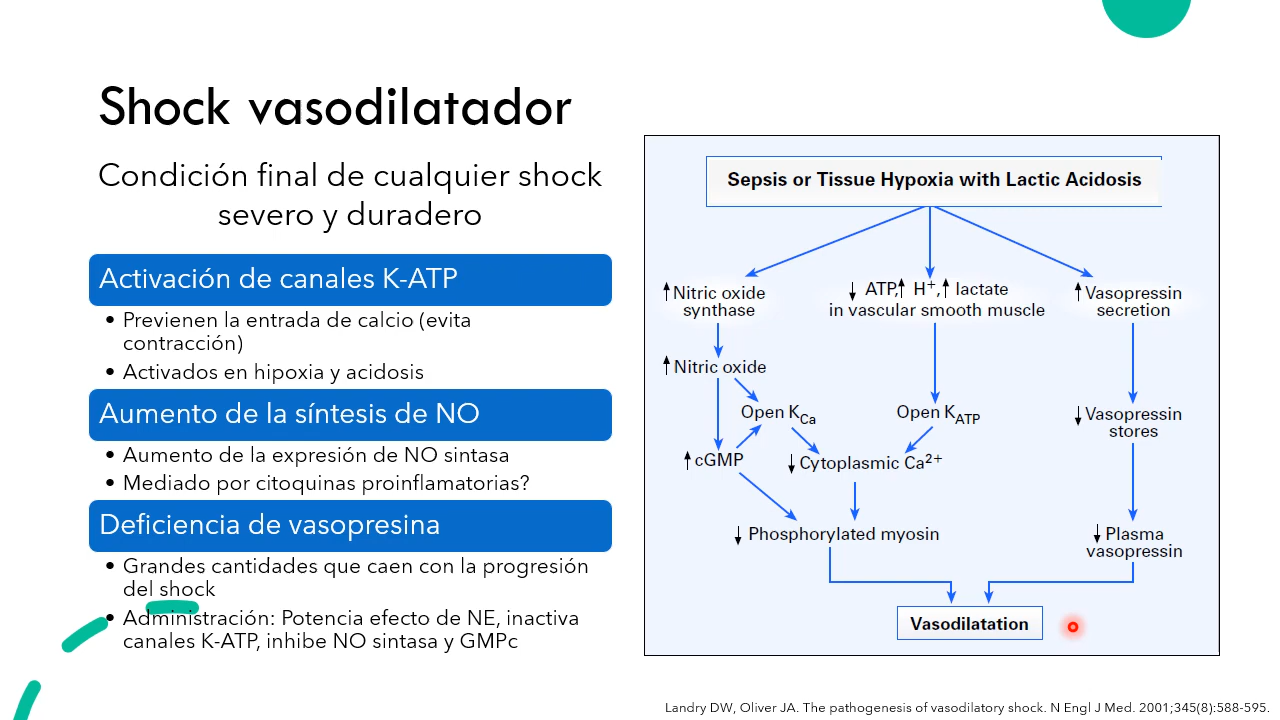 Shock vasodilatador
Condición final de cualquier shock
severo y duradero
Activación de canales K-ATP
• Previenen la entrada de calcio (evita
contracción)
• Activados en hipoxia y acidosis
Aumento de la síntesis de NO
• Aumento de la expresión de NO sintasa
• Mediado por citoquinas proinflamatorias?
Deficiencia de vasopresina
• Grandes cantidades que caen con la progresión
del shock
• Administración: Potencia efecto de NE, inactiva
canales K-ATP, inhibe NO sintasa y GMPc
Sepsis or Tissue Hypoxia with Lactic Acidosis
↑ Nitric oxide
synthase
↓ ATP,↑ H+,↑ lactate
in vascular smooth muscle
↑ Vasopressin
secretion
↑ Nitric oxide
Open KCa
Open KATP
↓ Vasopressin
stores
↑ cGMP
↓ Cytoplasmic Ca2+
↓ Phosphorylated myosin
↓ Plasma
vasopressin
Vasodilatation
Landry DW, Oliver JA. The pathogenesis of vasodilatory shock. N Engl J Med. 2001;345(8):588-595.